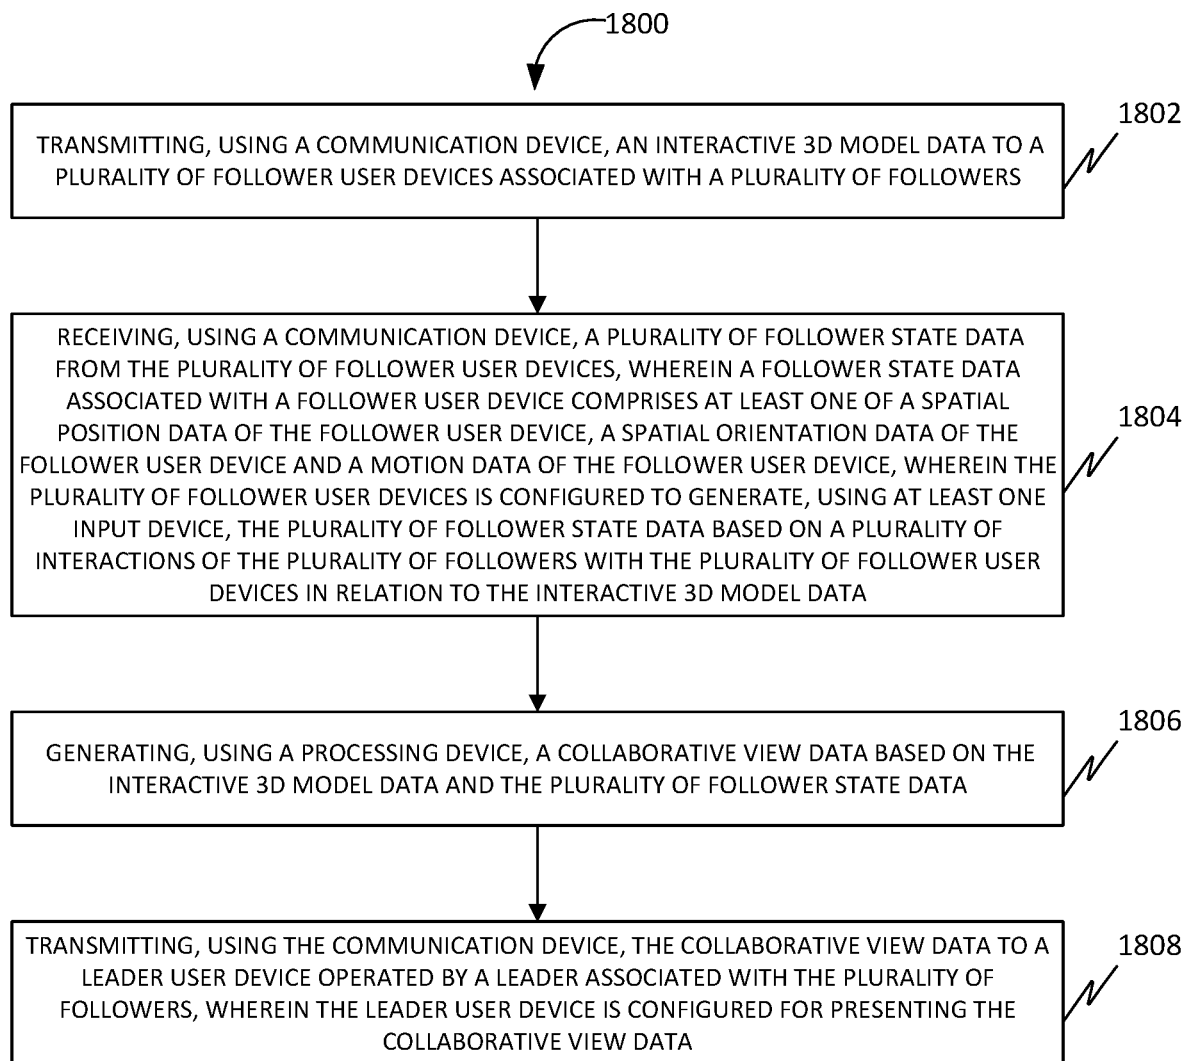 1800
1802
TRANSMITTING, USING A COMMUNICATION DEVICE, AN INTERACTIVE 3D MODEL DATA TO A
PLURALITY OF FOLLOWER USER DEVICES ASSOCIATED WITH A PLURALITY OF FOLLOWERS
RECEIVING, USING A COMMUNICATION DEVICE, A PLURALITY OF FOLLOWER STATE DATA
FROM THE PLURALITY OF FOLLOWER USER DEVICES, WHEREIN A FOLLOWER STATE DATA
ASSOCIATED WITH A FOLLOWER USER DEVICE COMPRISES AT LEAST ONE OF A SPATIAL
POSITION DATA OF THE FOLLOWER USER DEVICE, A SPATIAL ORIENTATION DATA OF THE
1804
FOLLOWER USER DEVICE AND A MOTION DATA OF THE FOLLOWER USER DEVICE, WHEREIN THE
PLURALITY OF FOLLOWER USER DEVICES IS CONFIGURED TO GENERATE, USING AT LEAST ONE
INPUT DEVICE, THE PLURALITY OF FOLLOWER STATE DATA BASED ON A PLURALITY OF
INTERACTIONS OF THE PLURALITY OF FOLLOWERS WITH THE PLURALITY OF FOLLOWER USER
DEVICES IN RELATION TO THE INTERACTIVE 3D MODEL DATA
1806
GENERATING, USING A PROCESSING DEVICE, A COLLABORATIVE VIEW DATA BASED ON THE
INTERACTIVE 3D MODEL DATA AND THE PLURALITY OF FOLLOWER STATE DATA
1808
TRANSMITTING, USING THE COMMUNICATION DEVICE, THE COLLABORATIVE VIEW DATA TO A
LEADER USER DEVICE OPERATED BY A LEADER ASSOCIATED WITH THE PLURALITY OF
FOLLOWERS, WHEREIN THE LEADER USER DEVICE IS CONFIGURED FOR PRESENTING THE
COLLABORATIVE VIEW DATA